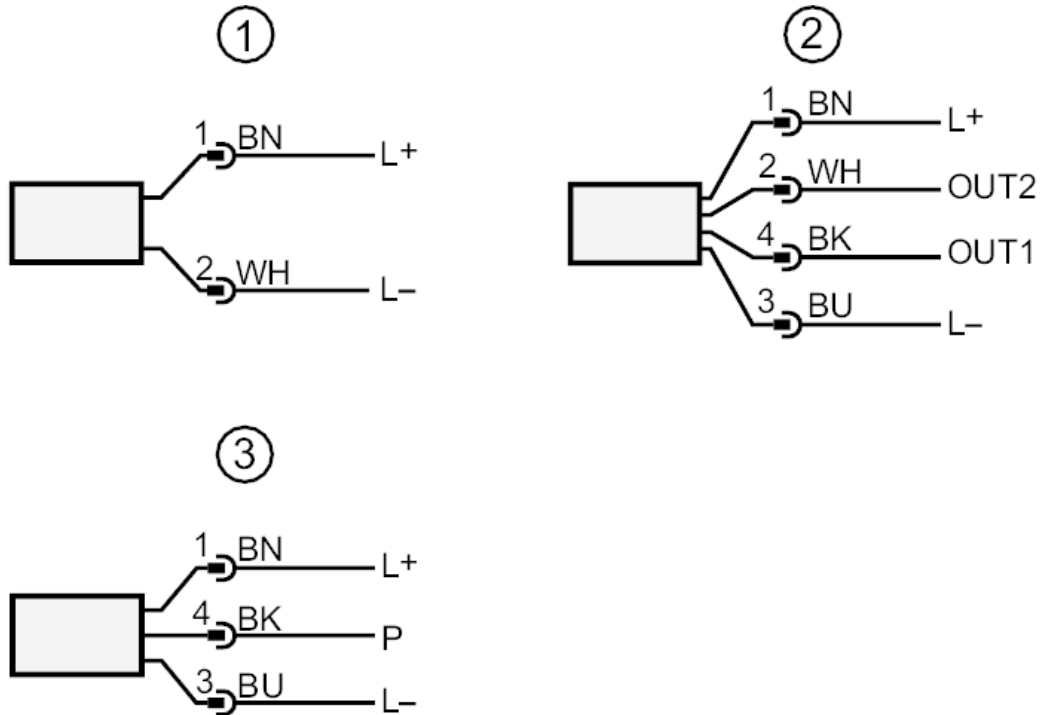 1
1 BN L+
2 WH L–
2
1 BN L+
2 WH OUT2
4 BK OUT1
3 BU L–
3
1 BN L+
4 BK P
3 BU L–